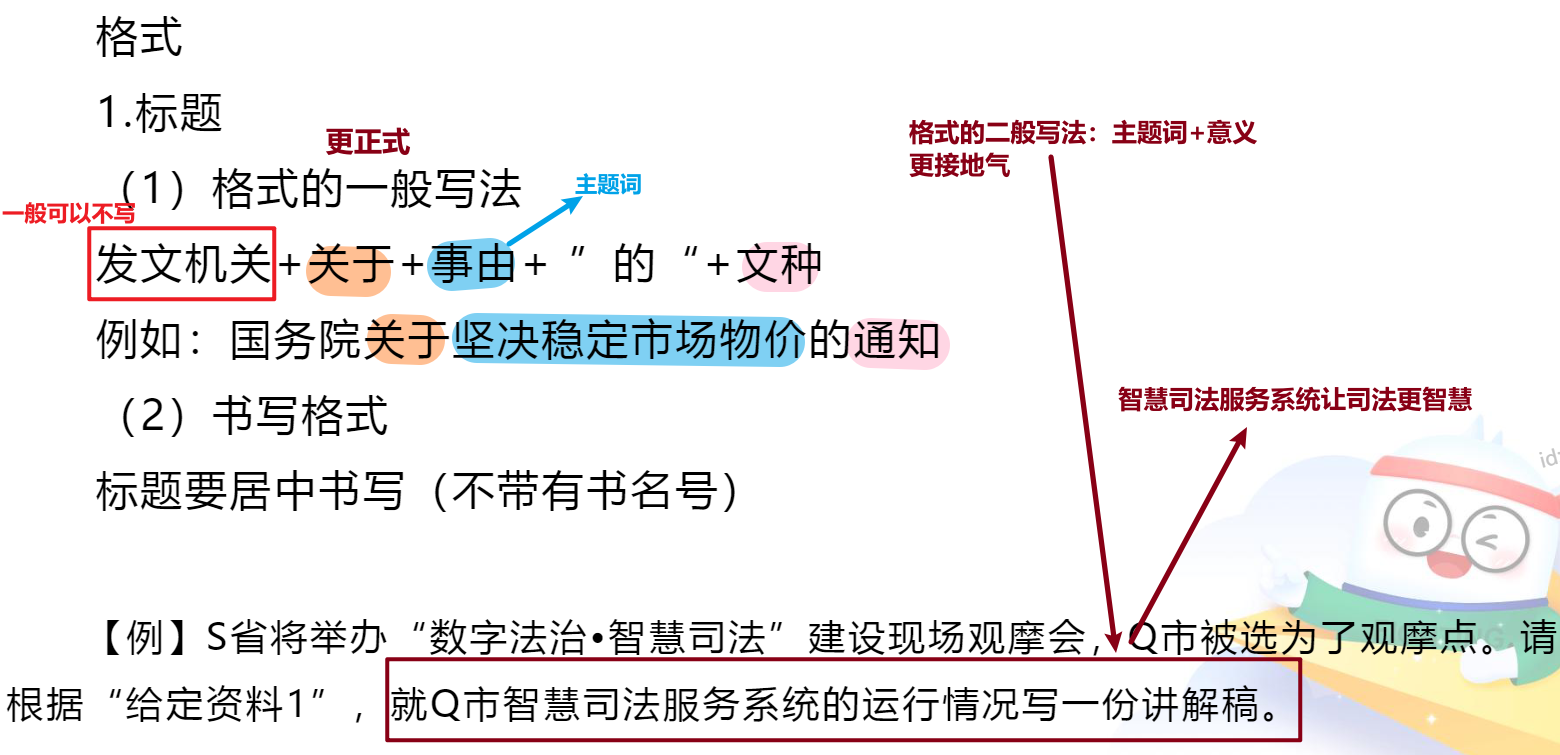 格式
1.标题
更正式
格式的二般写法：主题词+意义
更接地气
（1）格式的一般写法
主题词
一般可以不写
发文机关+关于+事由+ ”的“+文种
例如：国务院关于坚决稳定市场物价的通知
（2）书写格式
智慧司法服务系统让司法更智慧
标题要居中书写（不带有书名号）
【例】S省将举办“数字法治•智慧司法”建设现场观摩会，Q市被选为了观摩点。请
根据“给定资料1”，就Q市智慧司法服务系统的运行情况写一份讲解稿。